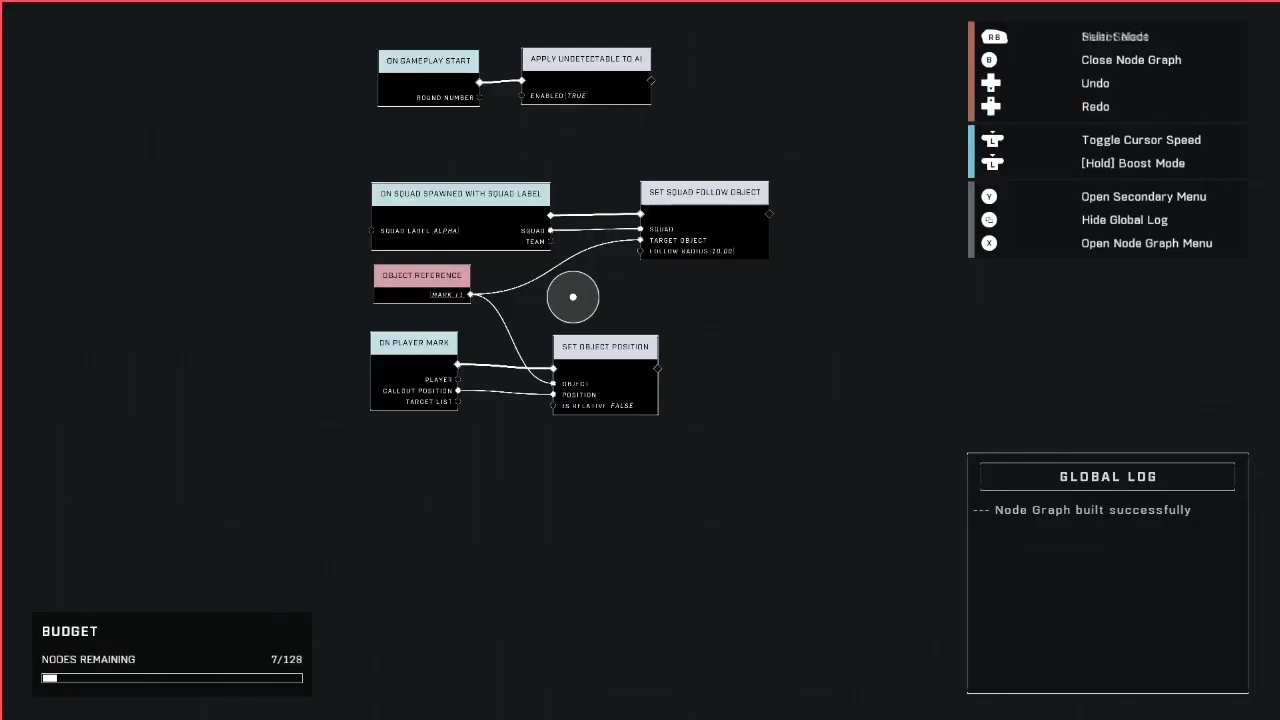 ON GAMEPLAY START
ROUND NUMBER
APPLY UNDETECTABLE TO AI
ENABLED|TRUE
ON SQUAD SPAWNED WITH SQUAD LABEL
SQUAD LABEL |ALPHA|
SQUAD
TEAM
SET SQUAD FOLLOW OBJECT
SQUAD
TARGET OBJECT
FOLLOW RADIUS|10.00|
OBJECT REFERENCE
ON PLAYER MARK
PLAYER
CALLOUT POSITION
TARGET LIST
SET OBJECT POSITION
OBJECT
POSITION
IS RELATIVE FALSE
RB
B Close Node Graph
Undo
Redo
L Toggle Cursor Speed
L [Hold] Boost Mode
Y Open Secondary Menu
Hide Global Log
X Open Node Graph Menu
GLOBAL LOG
--- Node Graph built successfully
BUDGET
NODES REMAINING 7/128